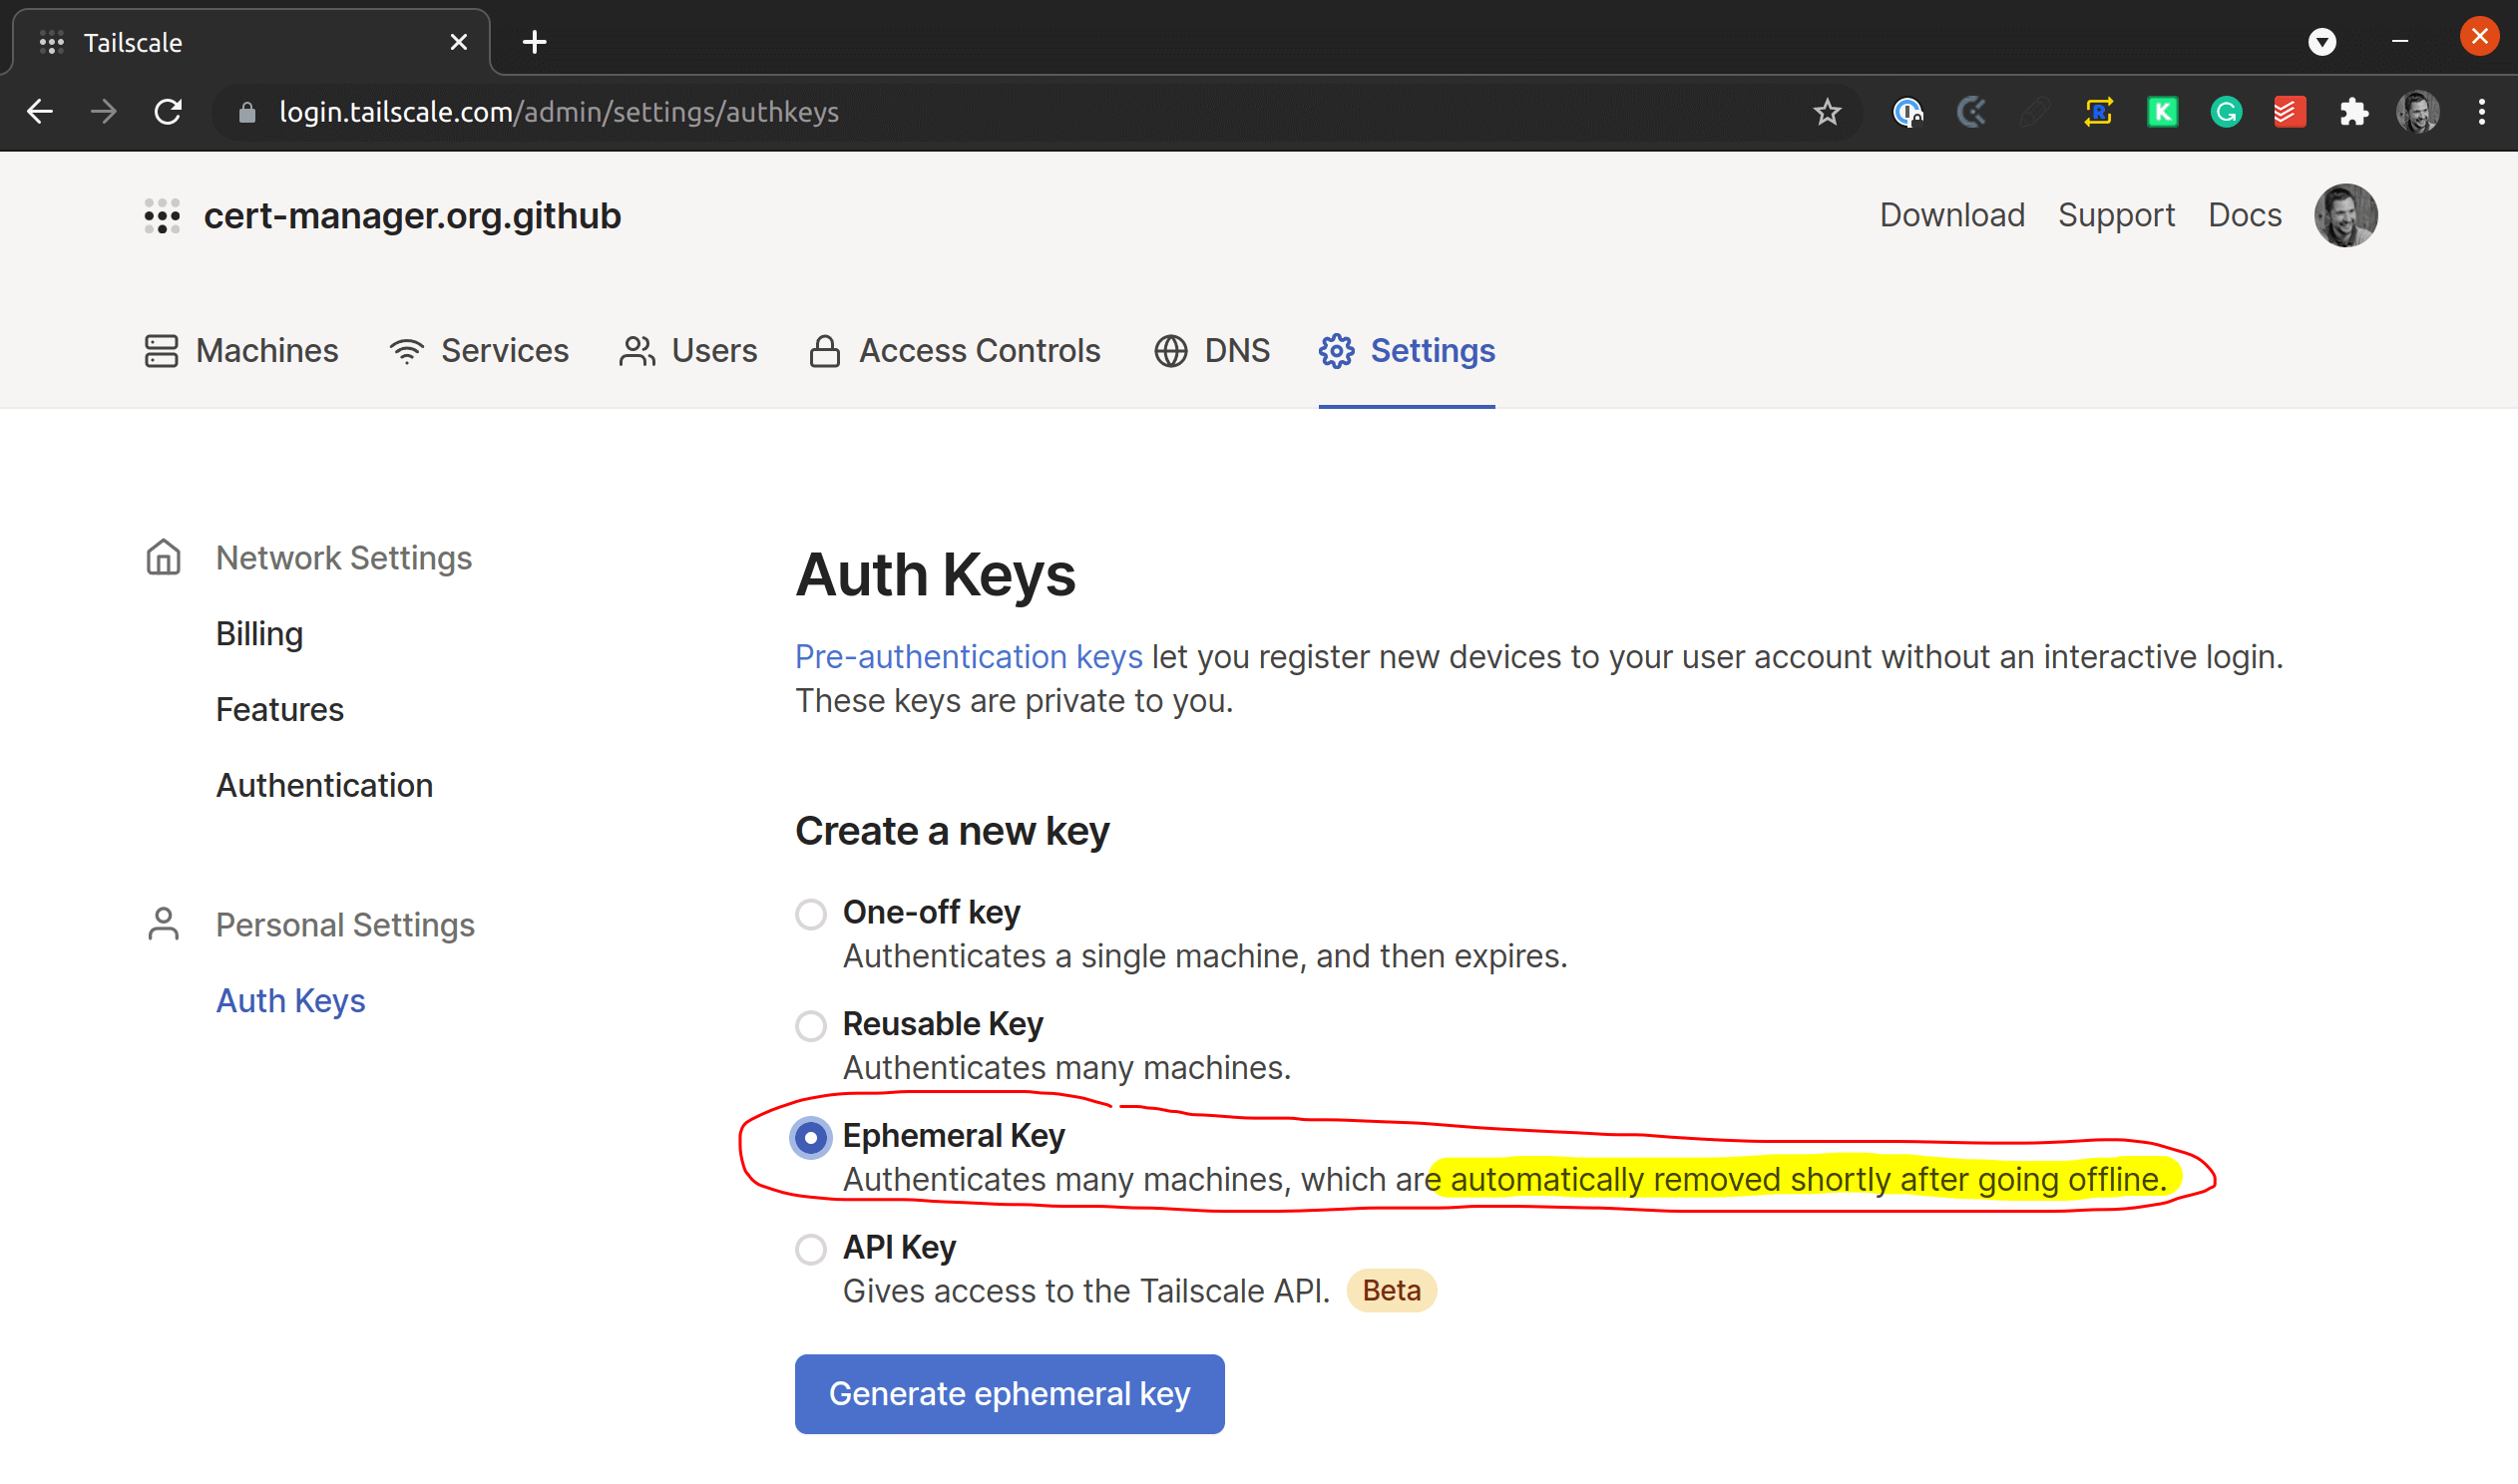 Tailscale
login.tailscale.com/admin/settings/authkeys
cert-manager.org.github
Download Support Docs
Machines Services Users Access Controls DNS Settings
Network Settings
Billing
Features
Authentication
Personal Settings
Auth Keys
Auth Keys
Pre-authentication keys let you register new devices to your user account without an interactive login.
These keys are private to you.
Create a new key
One-off key
Authenticates a single machine, and then expires.
Reusable Key
Authenticates many machines.
Ephemeral Key
Authenticates many machines, which are automatically removed shortly after going offline.
API Key
Gives access to the Tailscale API. Beta
Generate ephemeral key